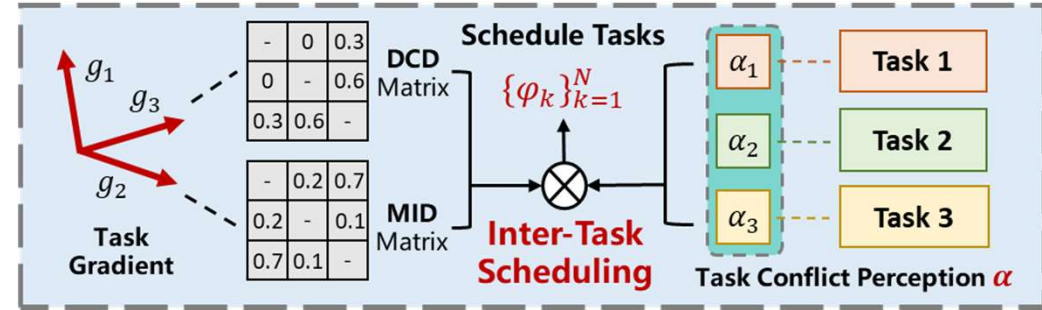 g₁
g₃
g₂
Task
Gradient
- 0 0.3
0 - 0.6
0.3 0.6 -
DCD
Matrix
- 0.2 0.7
0.2 - 0.1
0.7 0.1 -
MID
Matrix
Schedule Tasks
{φₖ}ᴺₖ₌₁
Inter-Task
Scheduling
α₁ Task 1
α₂ Task 2
α₃ Task 3
Task Conflict Perception α